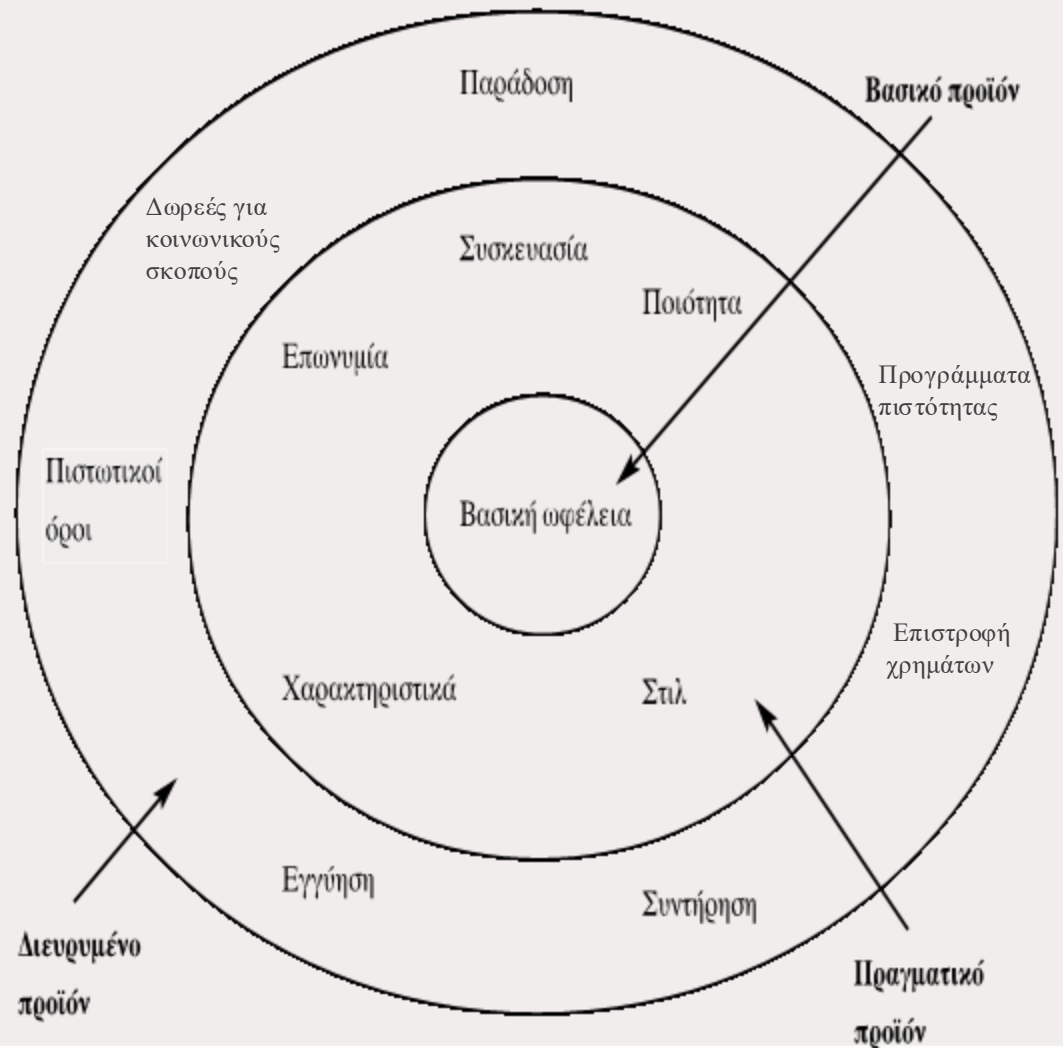 Παράδοση
Βασικό προϊόν
Δωρεές για
κοινωνικούς
σκοπούς
Συσκευασία
Ποιότητα
Επωνυμία
Προγράμματα
πιστότητας
Πιστωτικοί
όροι
Βασική ωφέλεια
Επιστροφή
χρημάτων
Χαρακτηριστικά
Στιλ
Εγγύηση
Συντήρηση
Διευρυμένο
προϊόν
Πραγματικό
προϊόν